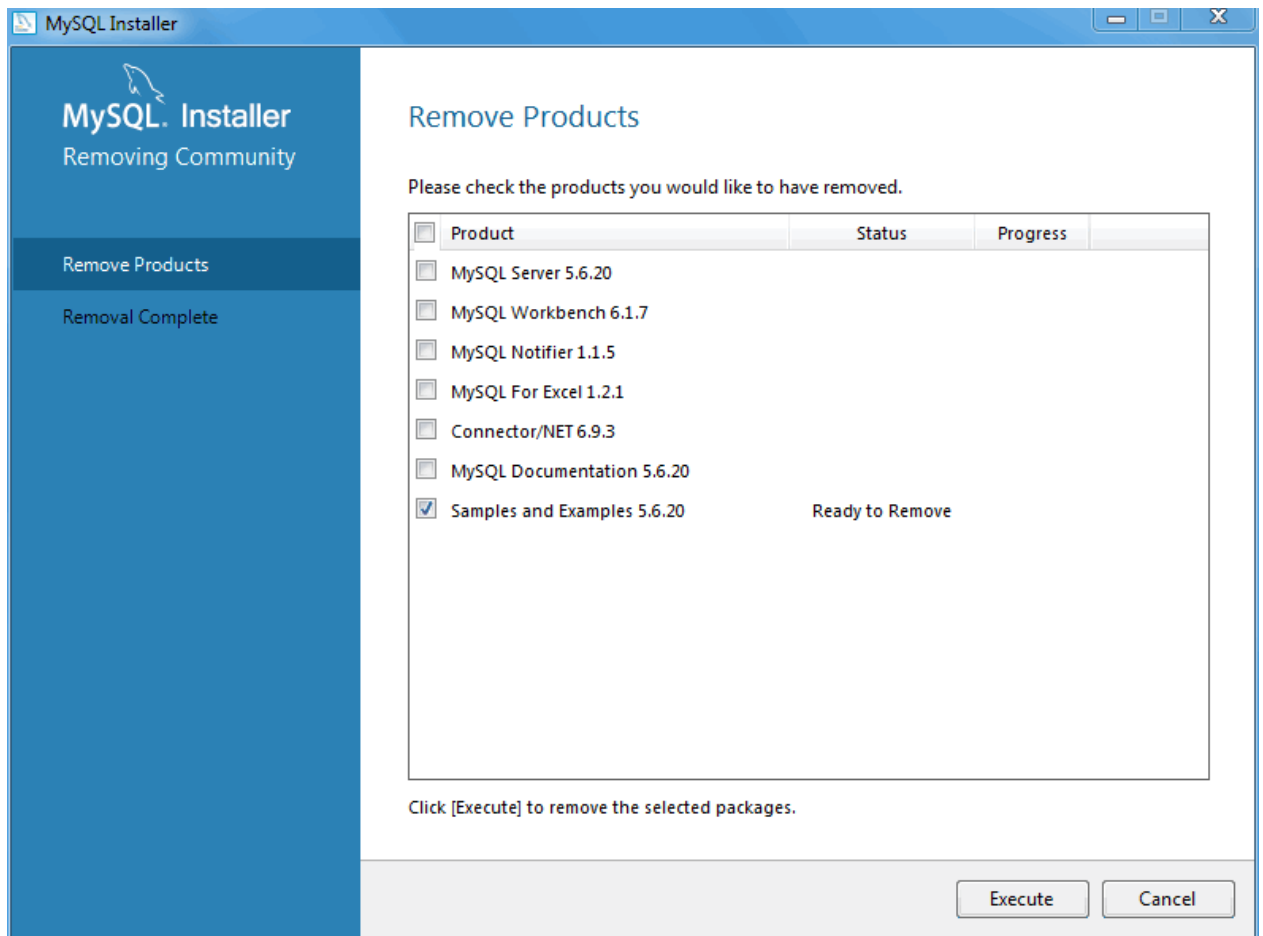 MySQL Installer
MySQL. Installer
Removing Community
Remove Products
Removal Complete
Remove Products
Please check the products you would like to have removed.
Product Status Progress
MySQL Server 5.6.20
MySQL Workbench 6.1.7
MySQL Notifier 1.1.5
MySQL For Excel 1.2.1
Connector/NET 6.9.3
MySQL Documentation 5.6.20
Samples and Examples 5.6.20 Ready to Remove
Click [Execute] to remove the selected packages.
Execute Cancel